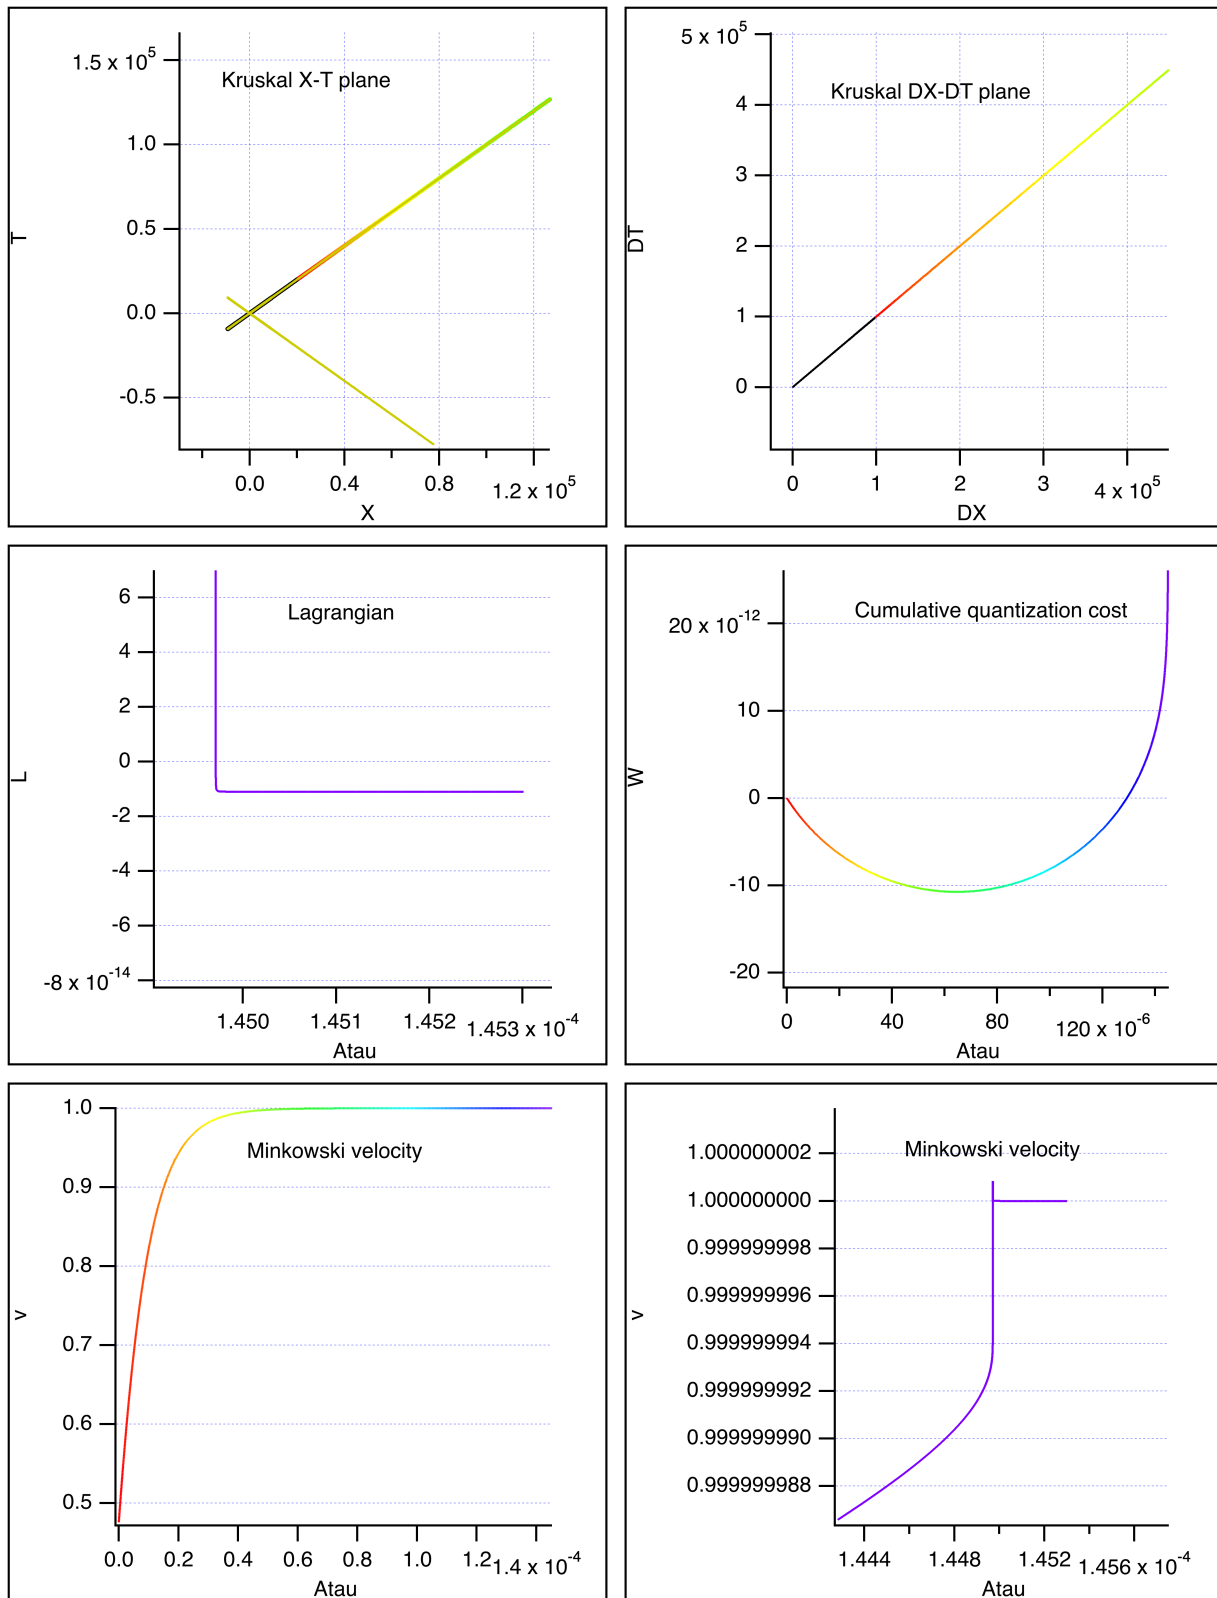 1.5 x 10^5
Kruskal X-T plane
1.0
0.5
0.0
-0.5
T
0.0
0.4
0.8
1.2 x 10^5
X
5 x 10^5
Kruskal DX-DT plane
4
3
2
1
0
DT
0
1
2
3
4 x 10^5
DX
6
Lagrangian
4
2
0
-2
-4
-6
-8 x 10^-14
L
1.450
1.451
1.452
1.453 x 10^-4
Atau
20 x 10^-12
Cumulative quantization cost
10
0
-10
-20
W
0
40
80
120 x 10^-6
Atau
1.0
Minkowski velocity
0.9
0.8
0.7
0.6
0.5
v
0.0
0.2
0.4
0.6
0.8
1.0
1.2
1.4 x 10^-4
Atau
1.000000002
Minkowski velocity
1.000000000
0.999999998
0.999999996
0.999999994
0.999999992
0.999999990
0.999999988
v
1.444
1.448
1.452
1.456 x 10^-4
Atau